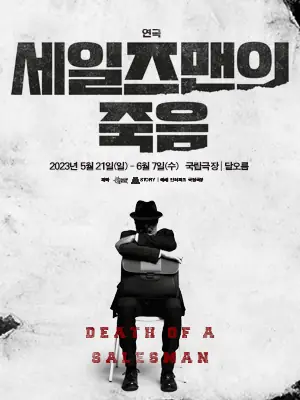 연극
세일즈맨의
죽음
2023년 5월 21일(일) - 6월 7일(수) 국립극장 | 달오름
STORY
DEATH OF A
SALESMAN